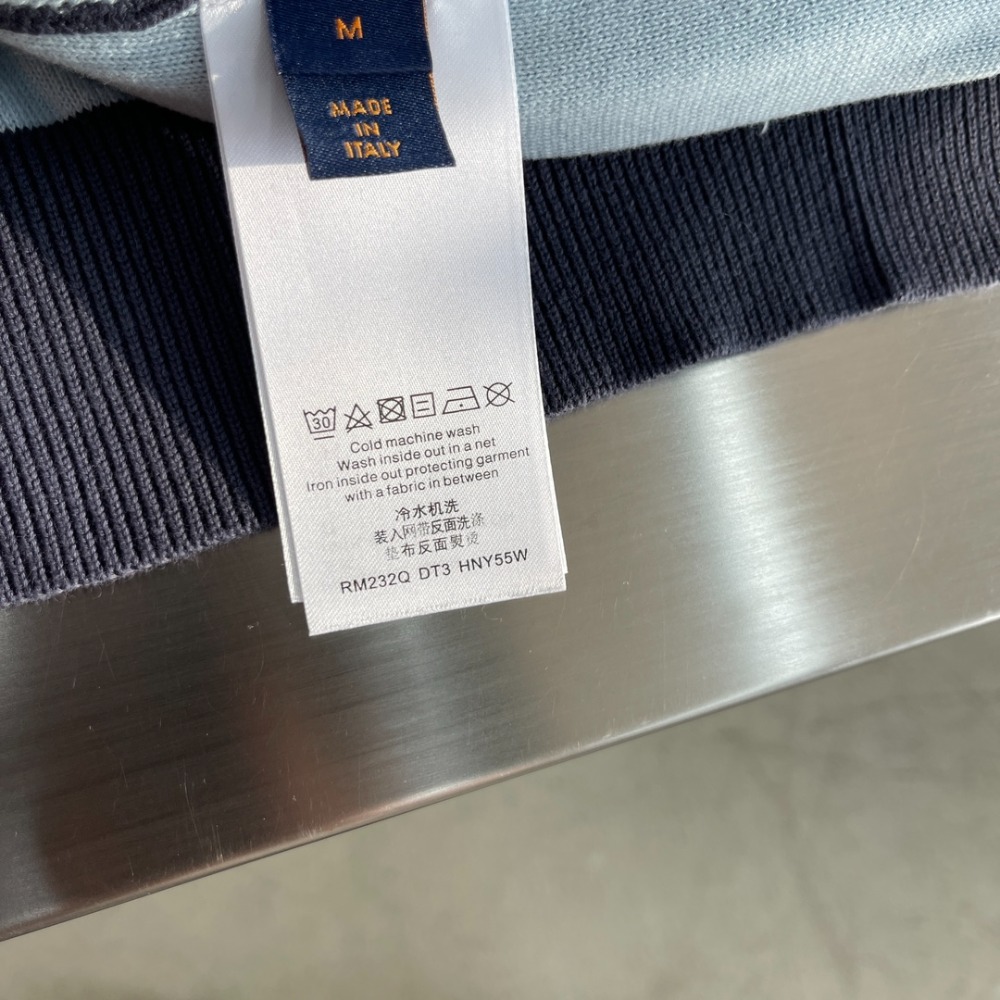 M
MADE
IN
ITALY
30
Cold machine wash
Wash inside out in a net
Iron inside out protecting garment
with a fabric in between
冷水机洗
装入网带反面洗涤
垫布反面熨烫
RM232Q DT3 HNY55W